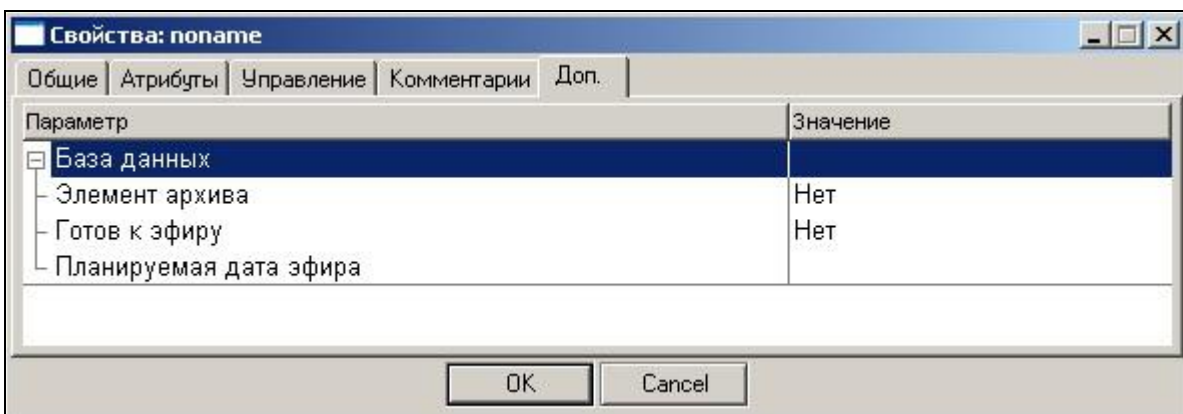 Свойства: noname
Общие Атрибуты Управление Комментарии Доп.
Параметр Значение
База данных
Элемент архива Нет
Готов к эфиру Нет
Планируемая дата эфира
OK Cancel